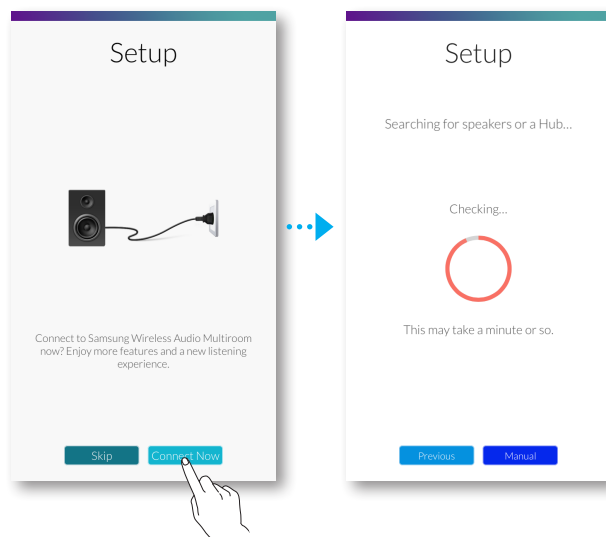 Setup
Connect to Samsung Wireless Audio Multiroom
now? Enjoy more features and a new listening
experience.
Skip
Connect Now
Setup
Searching for speakers or a Hub...
Checking...
This may take a minute or so.
Previous
Manual